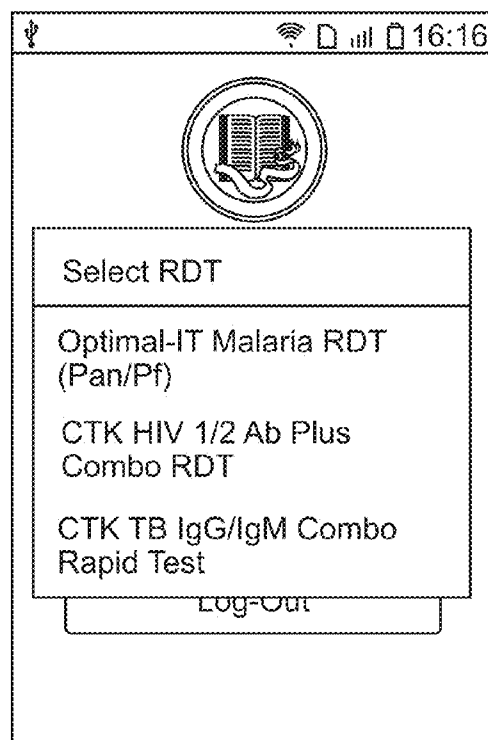 16:16
Select RDT
Optimal-IT Malaria RDT
(Pan/Pf)
CTK HIV 1/2 Ab Plus
Combo RDT
CTK TB IgG/IgM Combo
Rapid Test
Log-Out